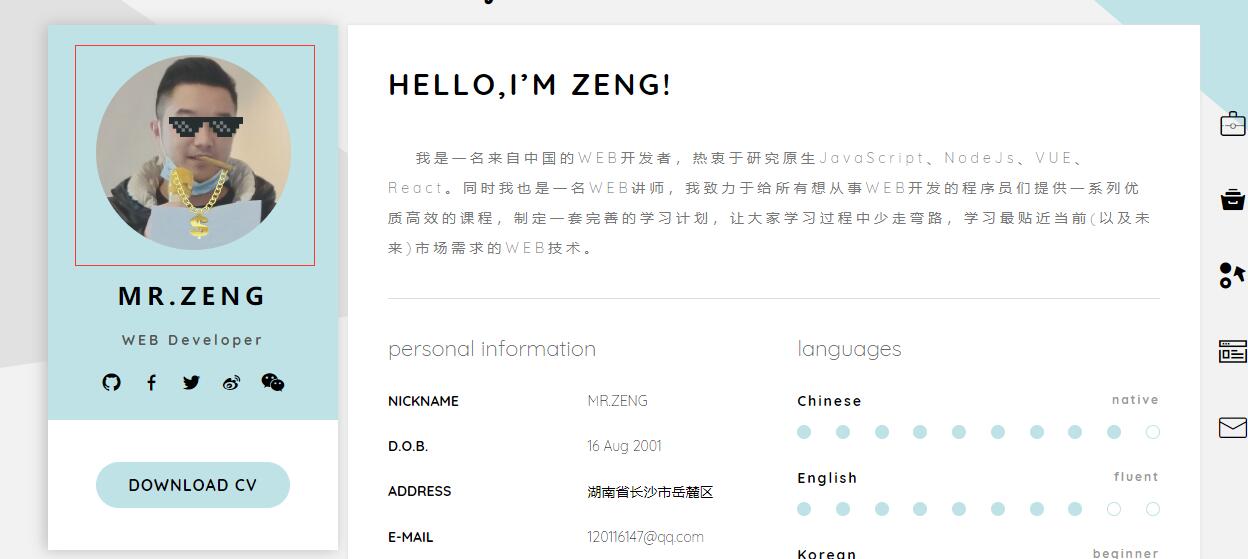 MR.ZENG
WEB Developer
DOWNLOAD CV
HELLO,I'M ZENG!
我是一名来自中国的WEB开发者，热衷于研究原生JavaScript、NodeJs、VUE、
React。同时我也是一名WEB讲师，我致力于给所有想从事WEB开发的程序员们提供一系列优
质高效的课程，制定一套完善的学习计划，让大家学习过程中少走弯路，学习最贴近当前(以及未
来)市场需求的WEB技术。
personal information
NICKNAME MR.ZENG
D.O.B. 16 Aug 2001
ADDRESS 湖南省长沙市岳麓区
E-MAIL 120116147@qq.com
languages
Chinese native
English fluent
Korean beginner